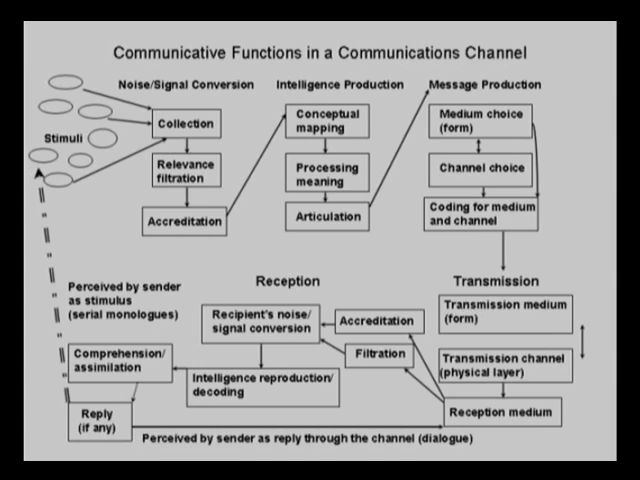 Communicative Functions in a Communications Channel
Noise/Signal Conversion
Intelligence Production
Message Production
Stimuli
Collection
Relevance
filtration
Accreditation
Conceptual
mapping
Processing
meaning
Articulation
Medium choice
(form)
Channel choice
Coding for medium
and channel
Reception
Transmission
Perceived by sender
as stimulus
(serial monologues)
Recipient's noise/
signal conversion
Accreditation
Filtration
Transmission medium
(form)
Transmission channel
(physical layer)
Comprehension/
assimilation
Intelligence reproduction/
decoding
Reception medium
Reply
(if any)
Perceived by sender as reply through the channel (dialogue)